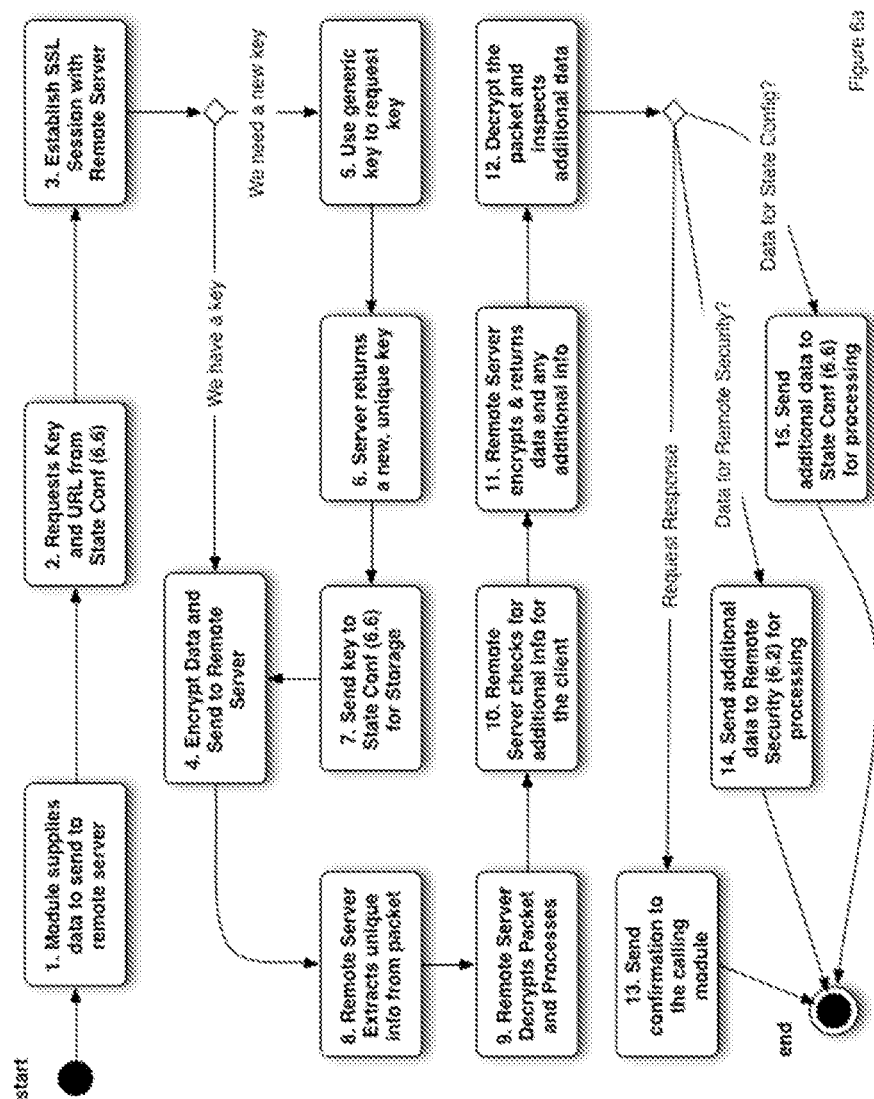 start
1. Module supplies
data to send to
remote server
2. Requests Key
and URL from
State Conf (6.6)
3. Establish SSL
Session with
Remote Server
We have a key
We need a new key
4. Encrypt Data and
Send to Remote
Server
5. Use generic
key to request
key
6. Server returns
a new, unique key
7. Send key to
State Conf (6.6)
for Storage
8. Remote Server
Extracts unique
info from packet
9. Remote Server
Decrypts Packet
and Processes
10. Remote
Server checks for
additional info for
the client
11. Remote Server
encrypts & returns
data and any
additional info
12. Decrypt the
packet and
inspects
additional data
Request Response
Data for Remote Security?
Data for State Config?
13. Send
confirmation to
the calling
module
14. Send additional
data to Remote
Security (6.2) for
processing
15. Send
additional data to
State Conf (6.6)
for processing
end
Figure 6a